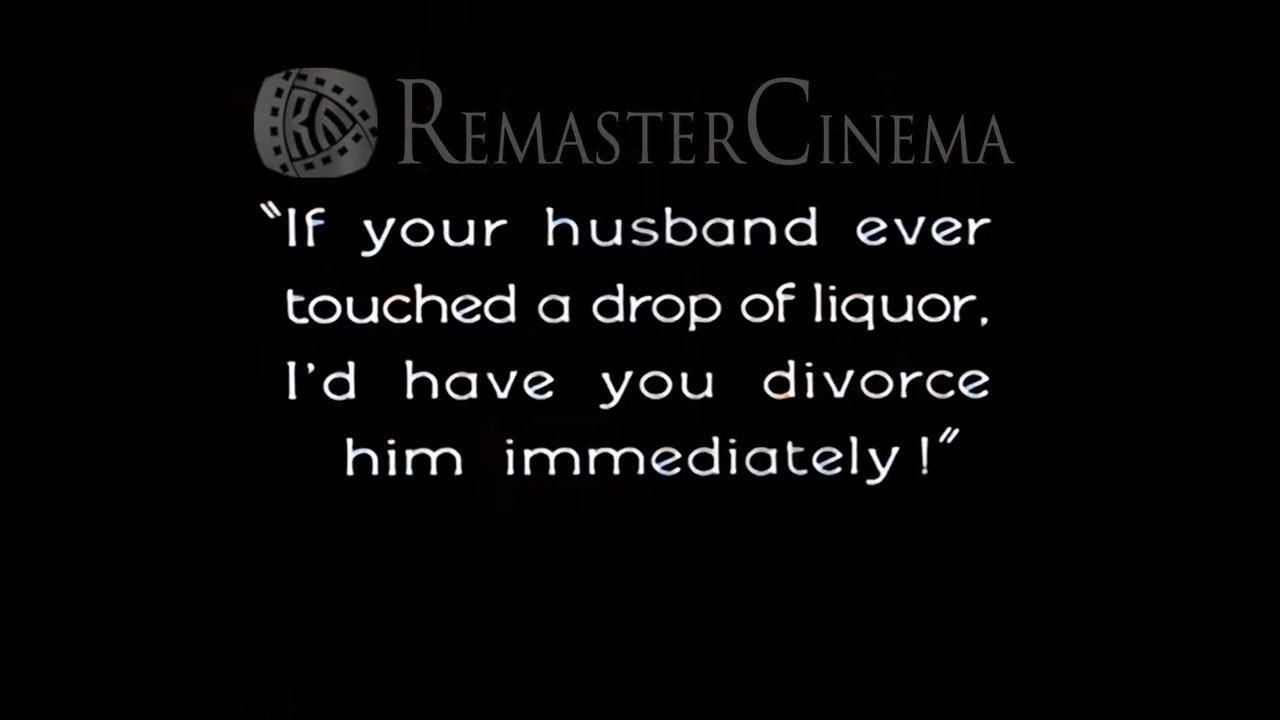 REMASTERCINEMA
"If your husband ever
touched a drop of liquor,
I'd have you divorce
him immediately!"